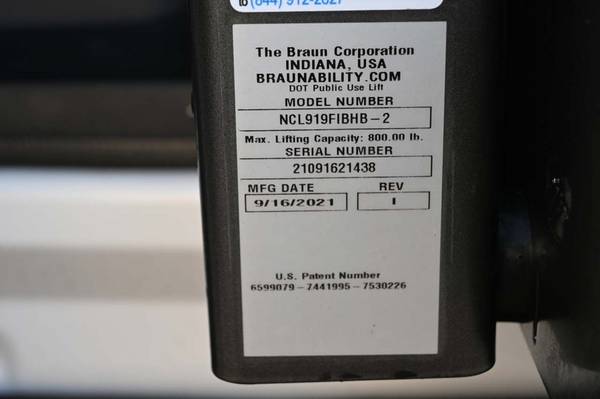 The Braun Corporation
INDIANA, USA
BRAUNABILITY.COM
DOT Public Use Lift
MODEL NUMBER
NCL919FIBHB-2
Max. Lifting Capacity: 800.00 lb.
SERIAL NUMBER
21091621438
MFG DATE REV
9/16/2021 I
U.S. Patent Number
6599079-7441995-7530226